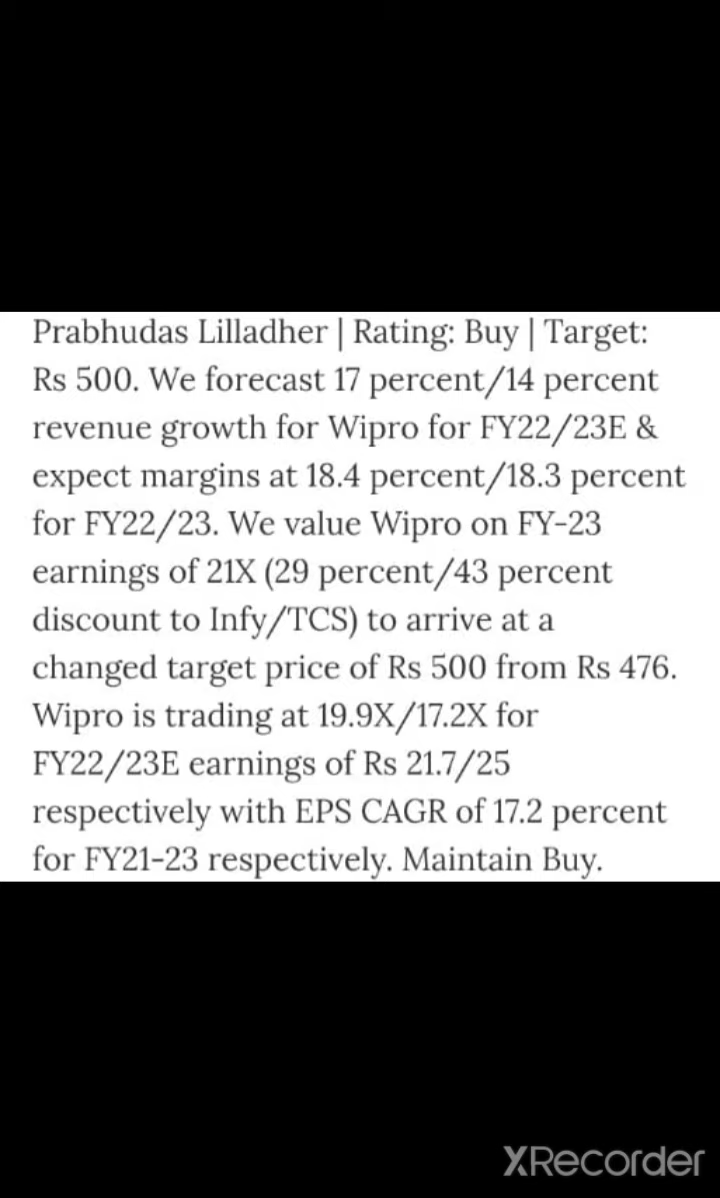 Prabhudas Lilladher | Rating: Buy | Target:
Rs 500. We forecast 17 percent/14 percent
revenue growth for Wipro for FY22/23E &
expect margins at 18.4 percent/18.3 percent
for FY22/23. We value Wipro on FY-23
earnings of 21X (29 percent/43 percent
discount to Infy/TCS) to arrive at a
changed target price of Rs 500 from Rs 476.
Wipro is trading at 19.9X/17.2X for
FY22/23E earnings of Rs 21.7/25
respectively with EPS CAGR of 17.2 percent
for FY21-23 respectively. Maintain Buy.
XRecorder